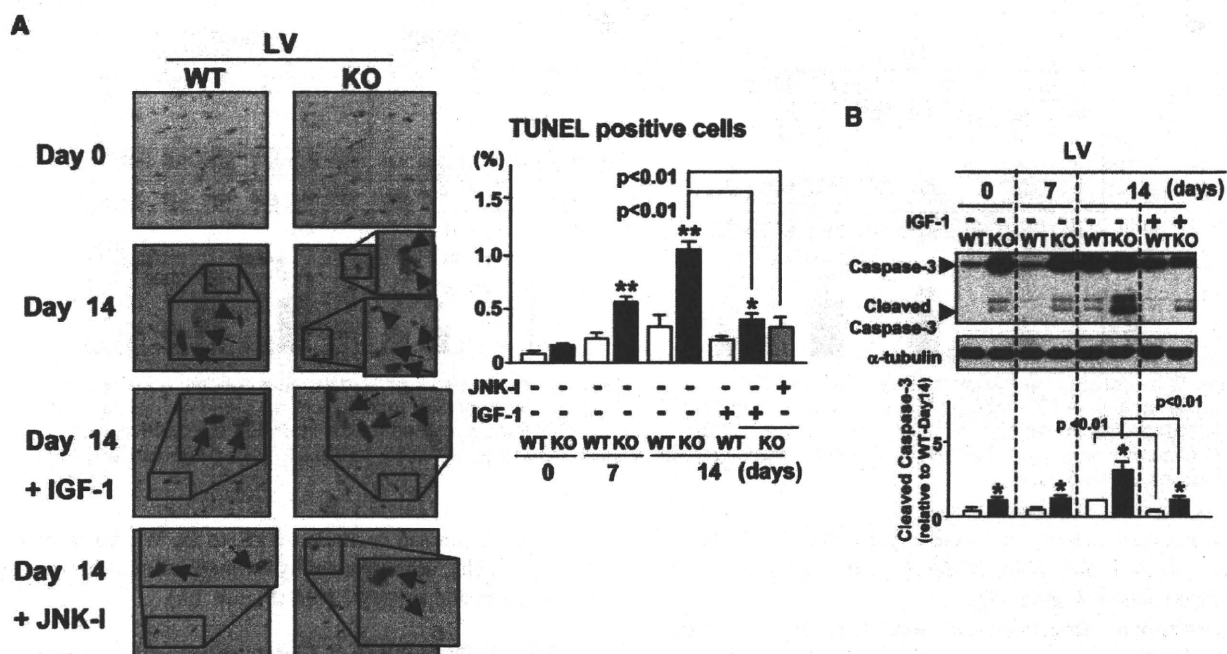 A
LV
WT KO
Day 0
Day 14
Day 14
+ IGF-1
Day 14
+ JNK-I
TUNEL positive cells
(%)
p<0.01
p<0.01
1.5
1.0
0.5
0
** ** *
JNK-I - - - - - - - - +
IGF-1 - - - - - - + + -
WT KO WT KO WT KO WT KO
0 7 14 (days)
B
LV
0 7 14 (days)
IGF-1 - - - - - - + +
WT KO WT KO WT KO WT KO
Caspase-3
Cleaved
Caspase-3
α-tubulin
Cleaved Caspase-3
(relative to WT-Day14)
5
0
p<0.01
p <0.01
* * * *